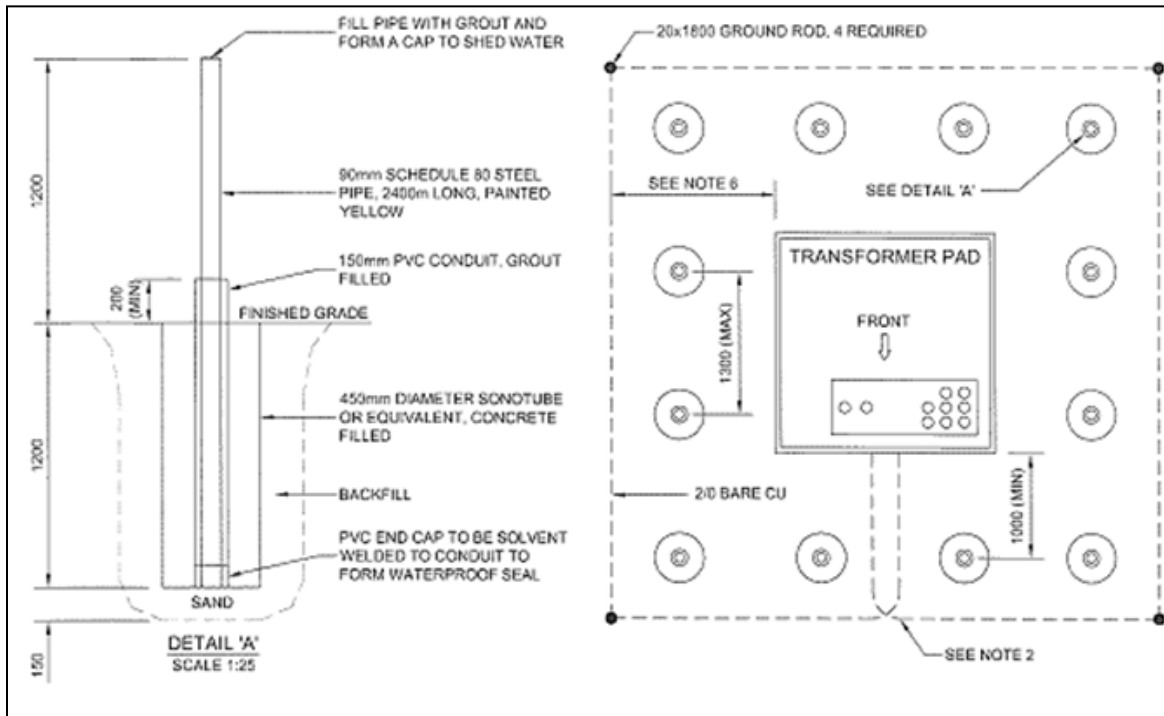 FILL PIPE WITH GROUT AND
FORM A CAP TO SHED WATER
1200
90mm SCHEDULE 80 STEEL
PIPE, 2400m LONG, PAINTED
YELLOW
150mm PVC CONDUIT, GROUT
FILLED
200
(MIN)
FINISHED GRADE
450mm DIAMETER SONOTUBE
OR EQUIVALENT, CONCRETE
FILLED
1200
BACKFILL
PVC END CAP TO BE SOLVENT
WELDED TO CONDUIT TO
FORM WATERPROOF SEAL
SAND
DETAIL 'A'
SCALE 1:25
150
20x1800 GROUND ROD, 4 REQUIRED
SEE NOTE 6
SEE DETAIL 'A'
TRANSFORMER PAD
FRONT
1300 (MAX)
2/0 BARE CU
1000 (MIN)
SEE NOTE 2